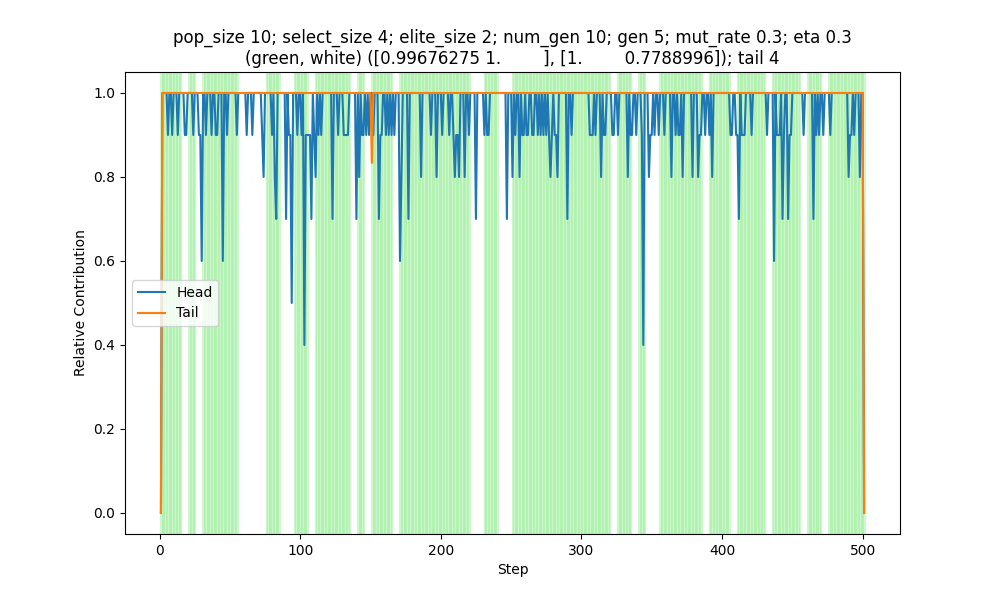 pop_size 10; select_size 4; elite_size 2; num_gen 10; gen 5; mut_rate 0.3; eta 0.3
(green, white) ([0.99676275 1.         ], [1.         0.7788996]); tail 4
1.0
0.8
0.6
0.4
0.2
0.0
Relative Contribution
Head
Tail
0 100 200 300 400 500
Step